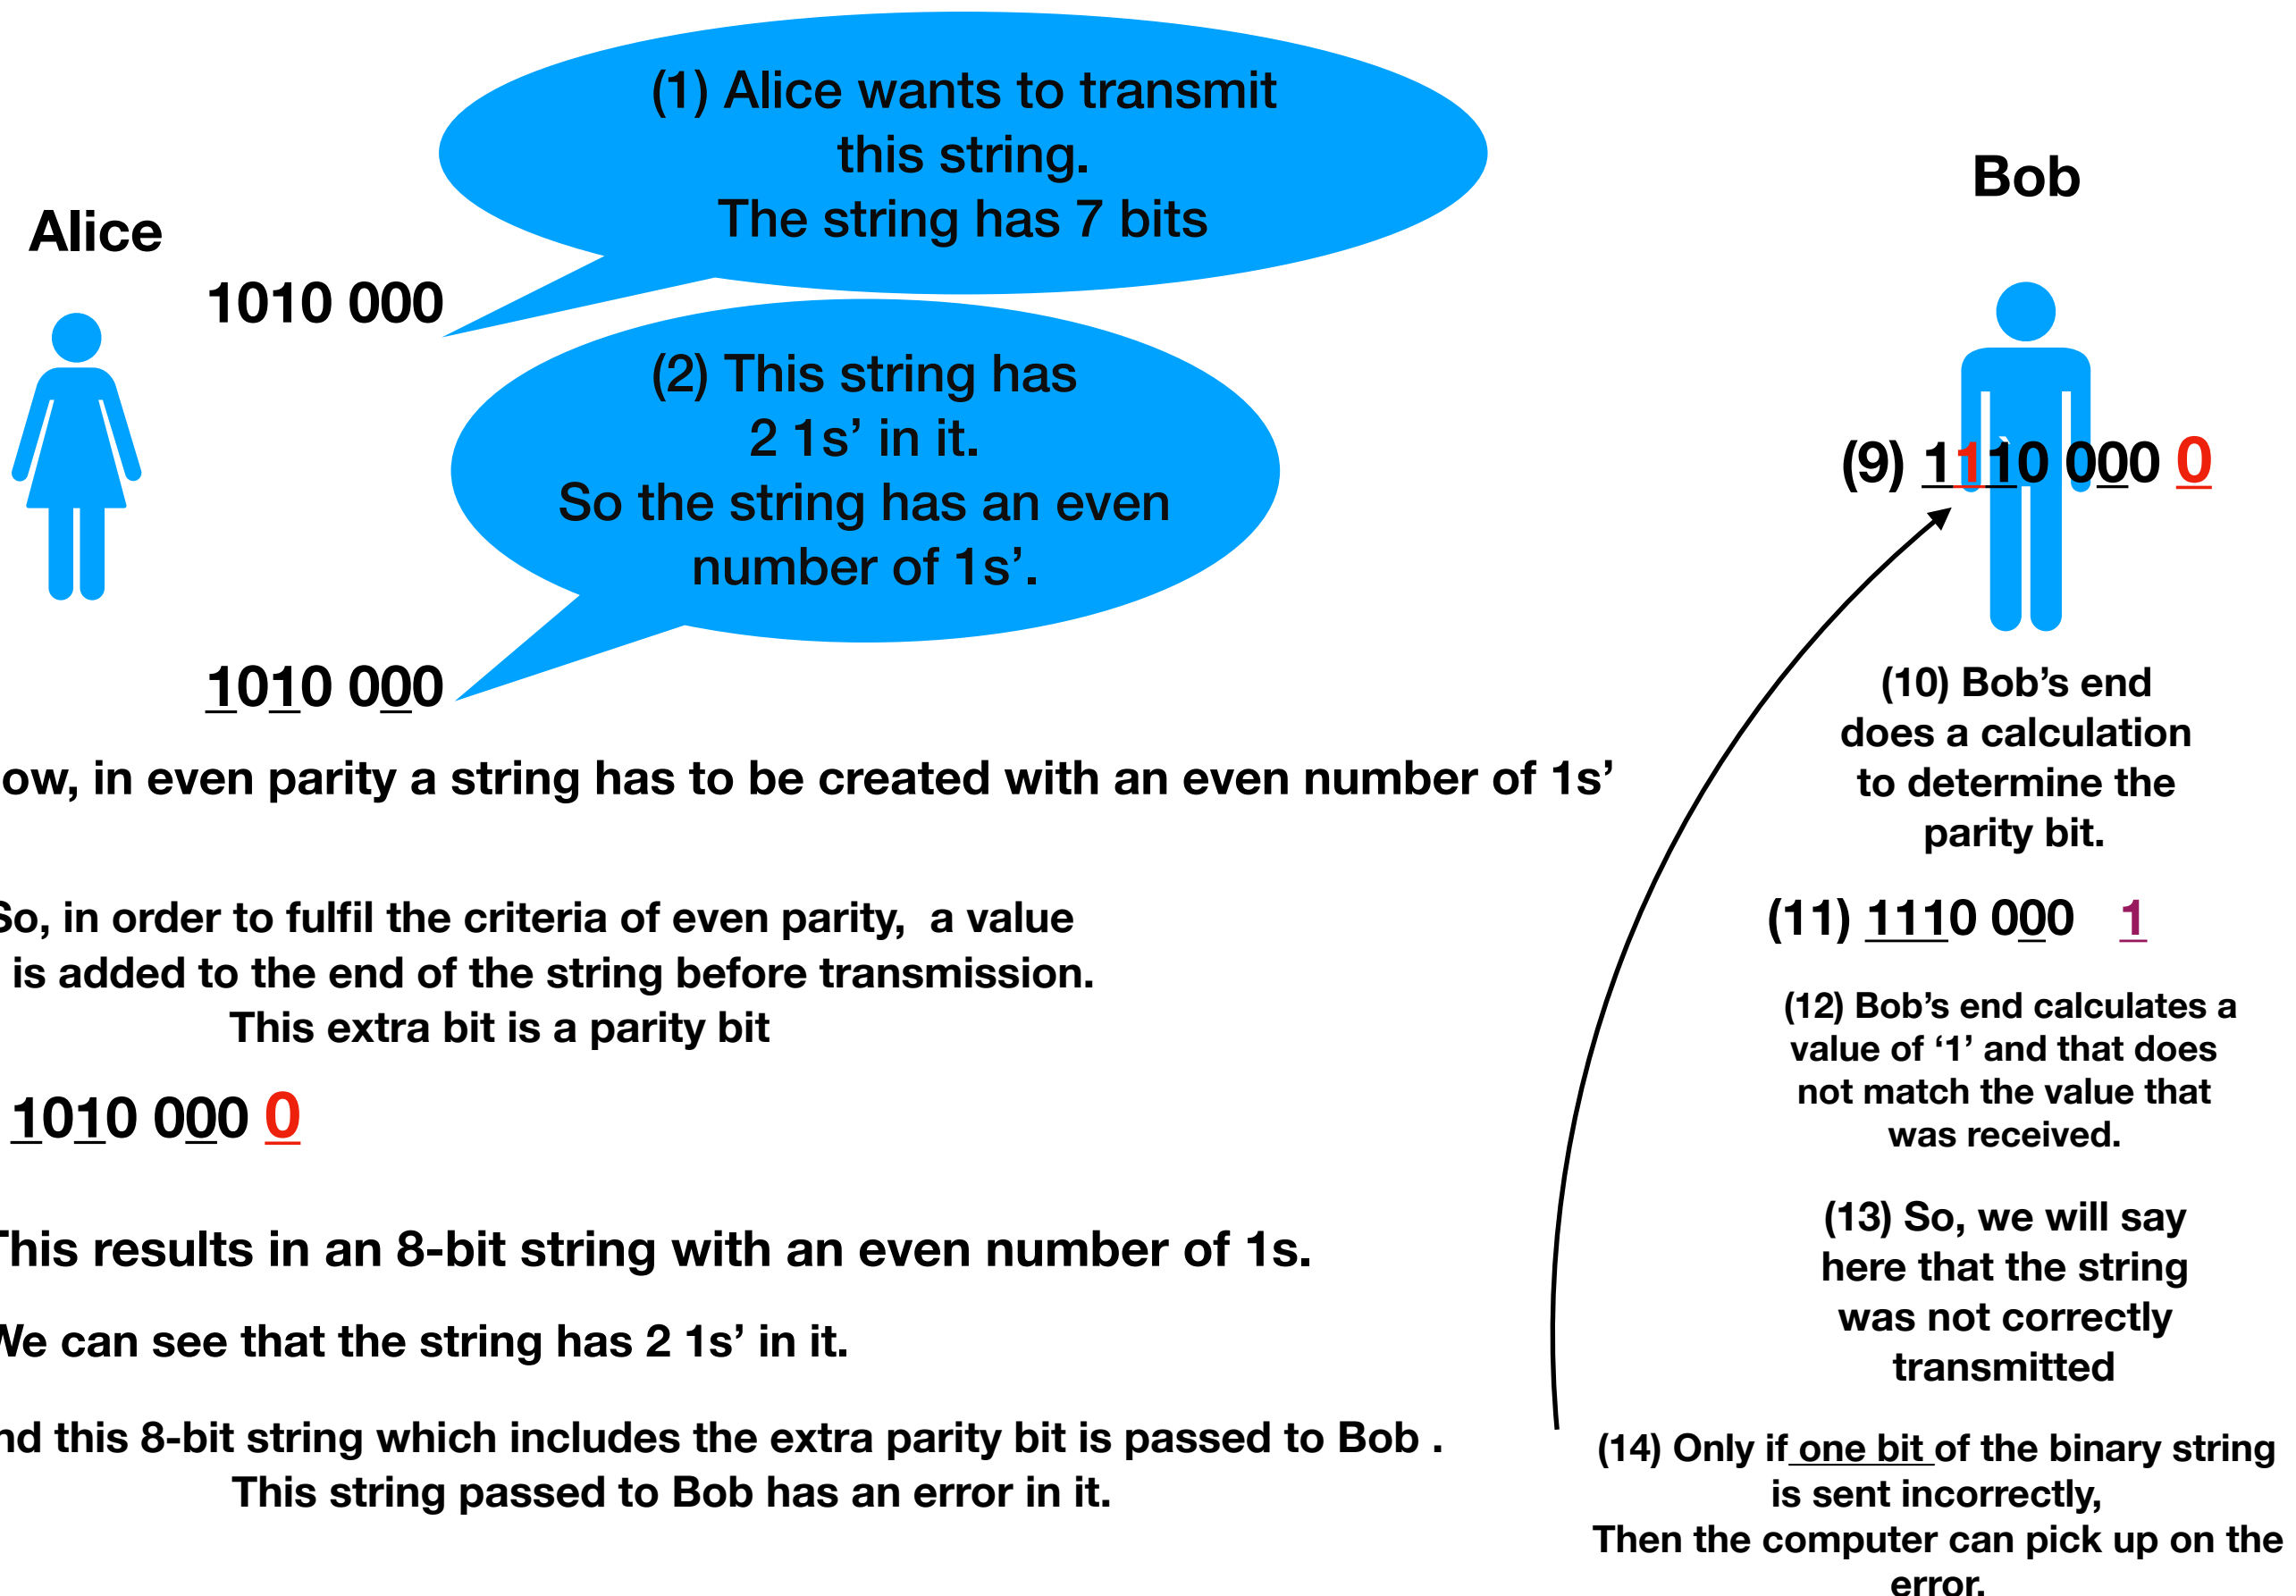 (1) Alice wants to transmit
this string.
The string has 7 bits
Alice
1010 000
(2) This string has
2 1s’ in it.
So the string has an even
number of 1s’.
1010 000
ow, in even parity a string has to be created with an even number of 1s’
So, in order to fulfil the criteria of even parity,  a value
is added to the end of the string before transmission.
This extra bit is a parity bit
1010 000 0
This results in an 8-bit string with an even number of 1s.
We can see that the string has 2 1s’ in it.
nd this 8-bit string which includes the extra parity bit is passed to Bob .
This string passed to Bob has an error in it.
Bob
(9) 1110 000 0
(10) Bob’s end
does a calculation
to determine the
parity bit.
(11) 1110 000   1
(12) Bob’s end calculates a
value of ‘1’ and that does
not match the value that
was received.
(13) So, we will say
here that the string
was not correctly
transmitted
(14) Only if one bit of the binary string
is sent incorrectly,
Then the computer can pick up on the
error.